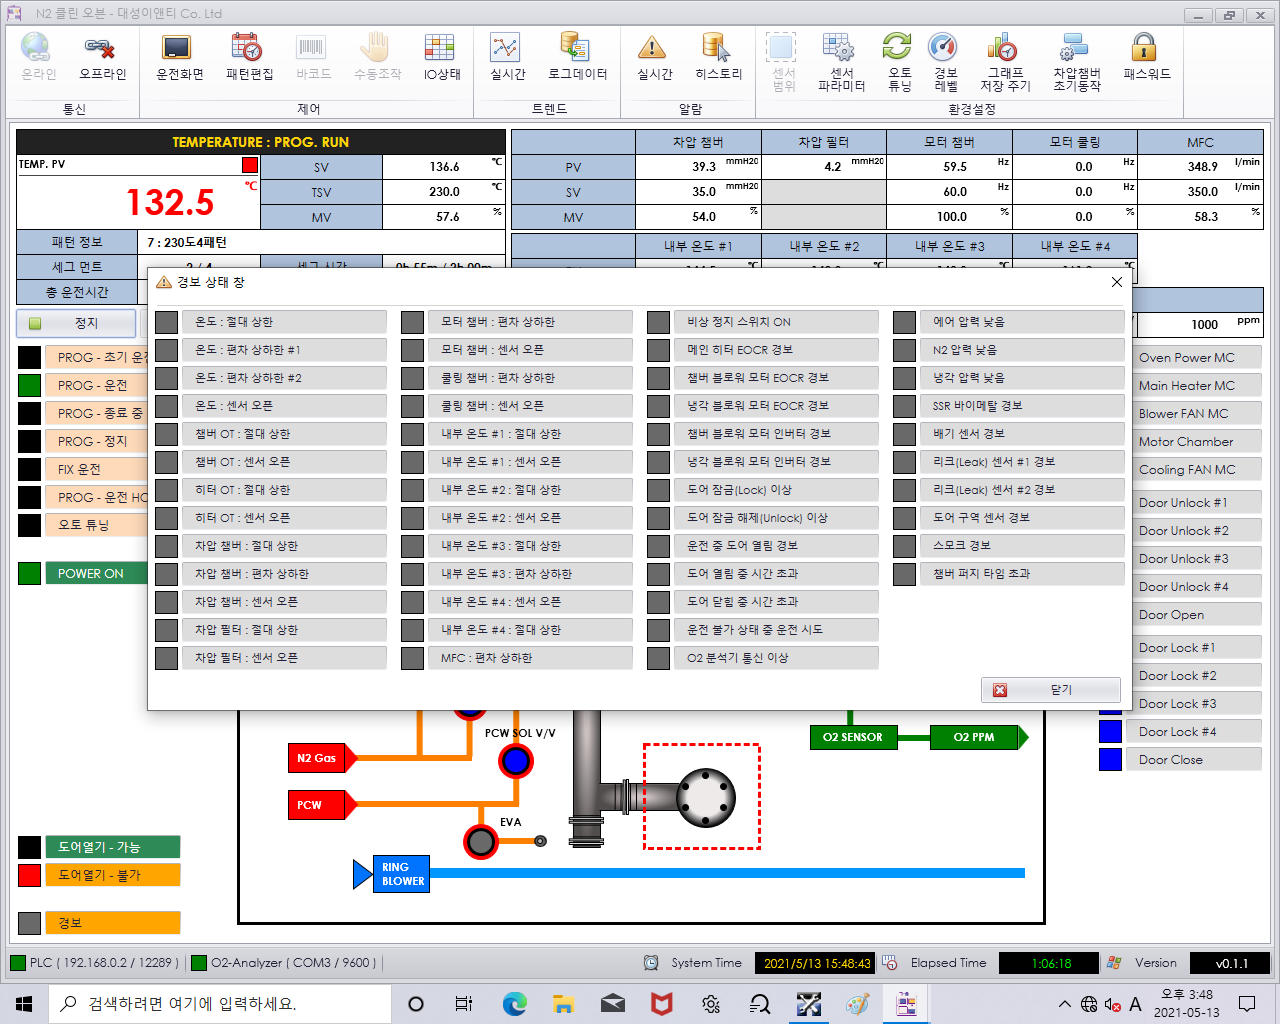 N2 클린 오븐 - 대성이앤티 Co. Ltd
온라인
오프라인
운전화면
패턴편집
바코드
수동조작
IO상태
실시간
로그데이터
실시간
히스토리
센서
범위
센서
파라미터
오토
튜닝
경보
레벨
그래프
저장 주기
차압챔버
초기동작
패스워드
통신
제어
트렌드
알람
환경설정
TEMPERATURE : PROG. RUN
TEMP. PV
132.5 ℃
SV 136.6 ℃
TSV 230.0 ℃
MV 57.6 %
패턴 정보 7 : 230도4패턴
세그 먼트
총 운전시간
차압 챔버 차압 필터 모터 챔버 모터 쿨링 MFC
PV 39.3 mmH20 4.2 mmH20 59.5 Hz 0.0 Hz 348.9 l/min
SV 35.0 mmH20 60.0 Hz 0.0 Hz 350.0 l/min
MV 54.0 % 100.0 % 0.0 % 58.3 %
내부 온도 #1 내부 온도 #2 내부 온도 #3 내부 온도 #4
1000 ppm
정지
PROG - 초기 운전
PROG - 운전
PROG - 종료 중
PROG - 정지
FIX 운전
PROG - 운전 HO
오토 튜닝
POWER ON
경보 상태 창
온도 : 절대 상한
온도 : 편차 상하한 #1
온도 : 편차 상하한 #2
온도 : 센서 오픈
챔버 OT : 절대 상한
챔버 OT : 센서 오픈
히터 OT : 절대 상한
히터 OT : 센서 오픈
차압 챔버 : 절대 상한
차압 챔버 : 편차 상하한
차압 챔버 : 센서 오픈
차압 필터 : 절대 상한
차압 필터 : 센서 오픈
모터 챔버 : 편차 상하한
모터 챔버 : 센서 오픈
쿨링 챔버 : 편차 상하한
쿨링 챔버 : 센서 오픈
내부 온도 #1 : 절대 상한
내부 온도 #1 : 센서 오픈
내부 온도 #2 : 절대 상한
내부 온도 #2 : 센서 오픈
내부 온도 #3 : 절대 상한
내부 온도 #3 : 편차 상하한
내부 온도 #4 : 센서 오픈
내부 온도 #4 : 절대 상한
MFC : 편차 상하한
비상 정지 스위치 ON
메인 히터 EOCR 경보
챔버 블로워 모터 EOCR 경보
냉각 블로워 모터 EOCR 경보
챔버 블로워 모터 인버터 경보
냉각 블로워 모터 인버터 경보
도어 잠금(Lock) 이상
도어 잠금 해제(Unlock) 이상
운전 중 도어 열림 경보
도어 열림 중 시간 초과
도어 닫힘 중 시간 초과
운전 불가 상태 중 운전 시도
O2 분석기 통신 이상
에어 압력 낮음
N2 압력 낮음
냉각 압력 낮음
SSR 바이메탈 경보
배기 센서 경보
리크(Leak) 센서 #1 경보
리크(Leak) 센서 #2 경보
도어 구역 센서 경보
스모크 경보
챔버 퍼지 타임 초과
닫기
Oven Power MC
Main Heater MC
Blower FAN MC
Motor Chamber
Cooling FAN MC
Door Unlock #1
Door Unlock #2
Door Unlock #3
Door Unlock #4
Door Open
Door Lock #1
Door Lock #2
Door Lock #3
Door Lock #4
Door Close
PCW SOL V/V
N2 Gas
PCW
EVA
RING
BLOWER
O2 SENSOR
O2 PPM
도어열기 - 가능
도어열기 - 불가
경보
PLC ( 192.168.0.2 / 12289 )
O2-Analyzer ( COM3 / 9600 )
System Time 2021/5/13 15:48:43
Elapsed Time 1:06:18
Version v0.1.1
검색하려면 여기에 입력하세요.
A
오후 3:48
2021-05-13